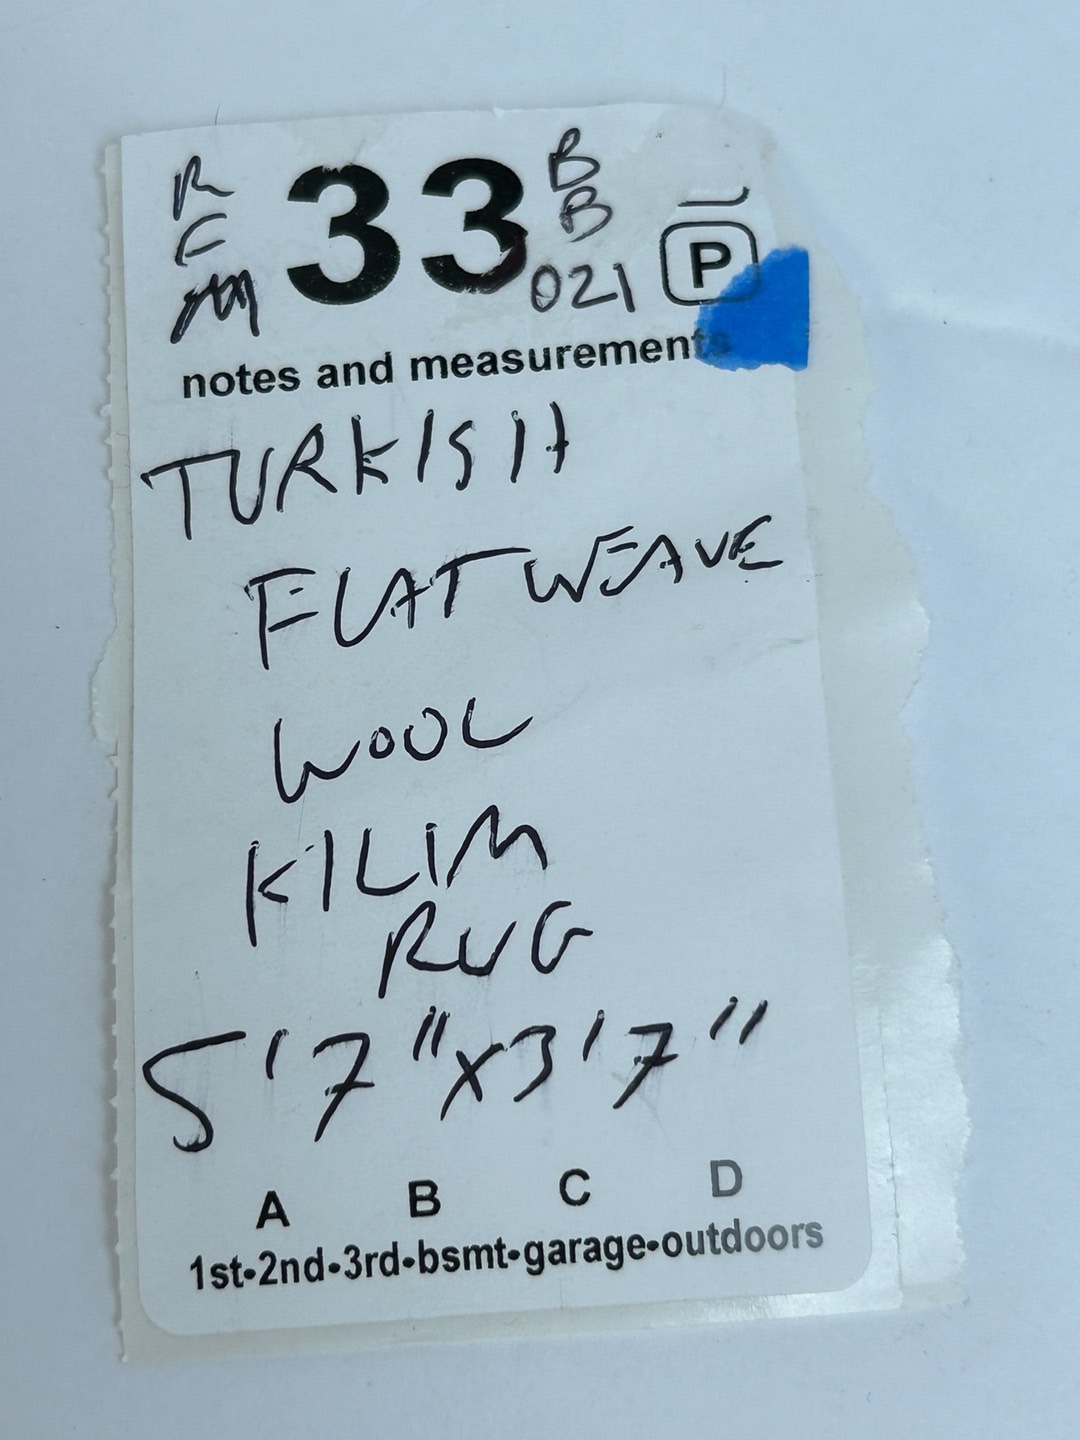 R 33 B
F B
021 P
notes and measurements
TURKISH
FLATWEAVE
WOOL
KILIM
RUG
5'7"x3'7"
A B C D
1st•2nd•3rd•bsmt•garage•outdoors